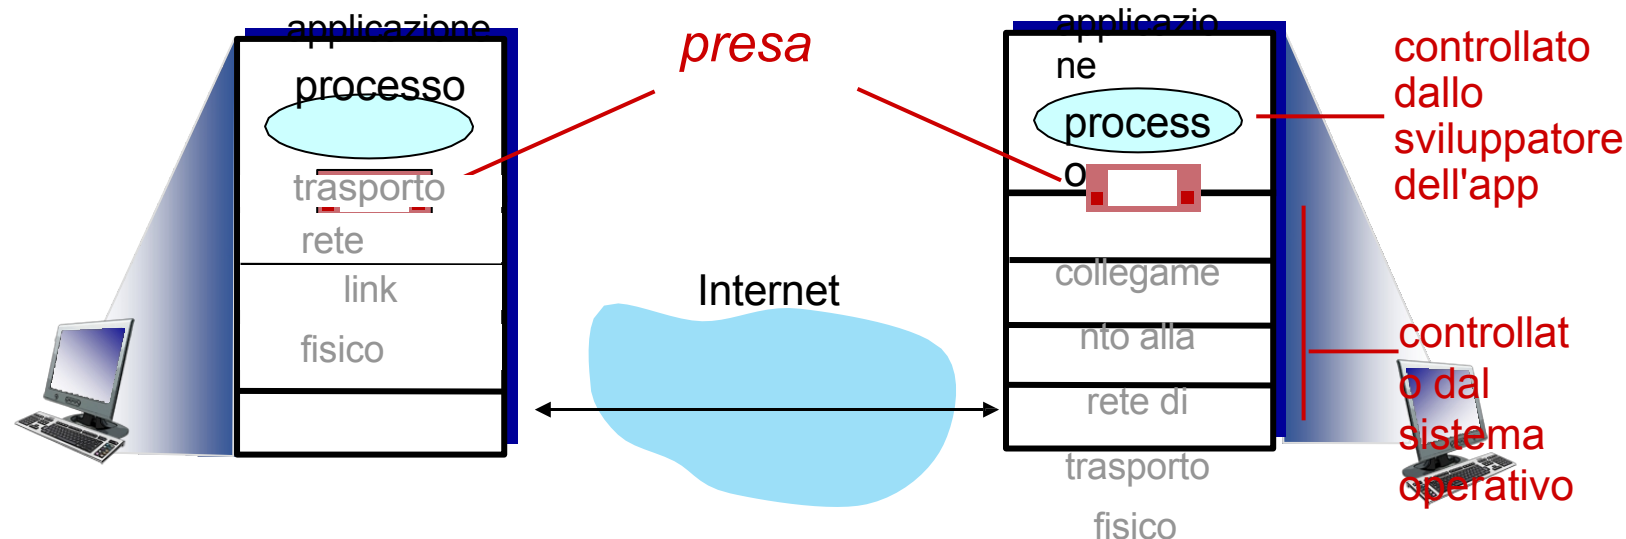 applicazione
processo
trasporto
rete
link
fisico
presa
Internet
applicazio
ne
process
o
collegame
nto alla
rete di
trasporto
fisico
controllato
dallo
sviluppatore
dell'app
controllat
o dal
sistema
operativo